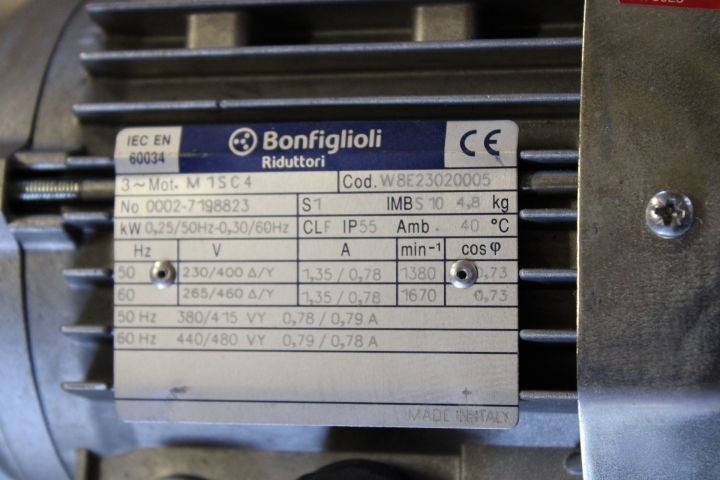 IEC EN
60034
Bonfiglioli
Riduttori
CE
3~Mot. M 1SC4 Cod. W8E23020005
No 0002-7198823 S1 IMB S 10 4,8 kg
kW 0,25/50Hz-0,30/60Hz CLF IP55 Amb. 40 °C
Hz V A min-1 cos φ
50 230/400 Δ/Y 1,35 / 0,78 1380 0,73
60 265/460 Δ/Y 1,35 / 0,78 1670 0,73
50 Hz 380/415 VY 0,78 / 0,79 A
60 Hz 440/480 VY 0,79 / 0,78 A
MADE IN ITALY